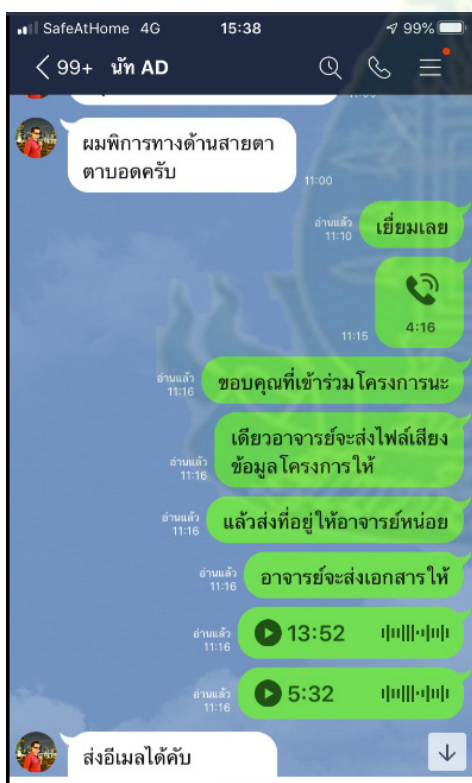 SafeAtHome 4G 15:38 99%
99+ นัท AD
ผมพิการทางด้านสายตา
ตาบอดครับ
11:00
อ่านแล้ว
11:10
เยี่ยมเลย
4:16
11:15
อ่านแล้ว
11:16
ขอบคุณที่เข้าร่วมโครงการนะ
เดียวอาจารย์จะส่งไฟล์เสียง
ข้อมูลโครงการให้
อ่านแล้ว
11:16
อ่านแล้ว
11:16
แล้วส่งที่อยู่ให้อาจารย์หน่อย
อ่านแล้ว
11:16
อาจารย์จะส่งเอกสารให้
อ่านแล้ว
11:16
13:52
อ่านแล้ว
11:16
5:32
ส่งอีเมลได้คับ